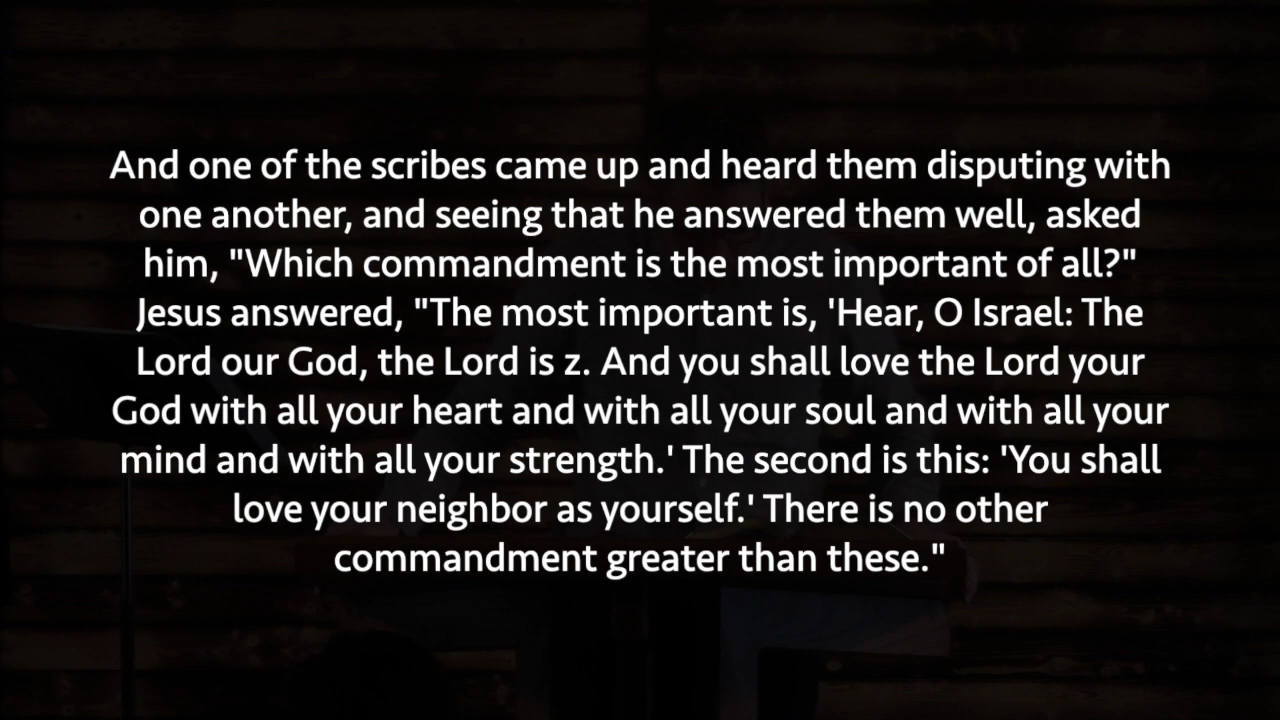 And one of the scribes came up and heard them disputing with
one another, and seeing that he answered them well, asked
him, "Which commandment is the most important of all?"
Jesus answered, "The most important is, 'Hear, O Israel: The
Lord our God, the Lord is z. And you shall love the Lord your
God with all your heart and with all your soul and with all your
mind and with all your strength.' The second is this: 'You shall
love your neighbor as yourself.' There is no other
commandment greater than these."